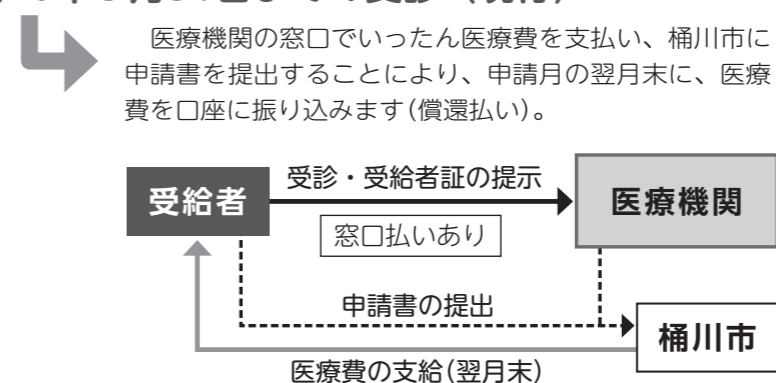 医療機関の窓口でいったん医療費を支払い、桶川市に
申請書を提出することにより、申請月の翌月末に、医療
費を口座に振り込みます(償還払い)。
受給者
受診・受給者証の提示
医療機関
窓口払いあり
申請書の提出
桶川市
医療費の支給(翌月末)